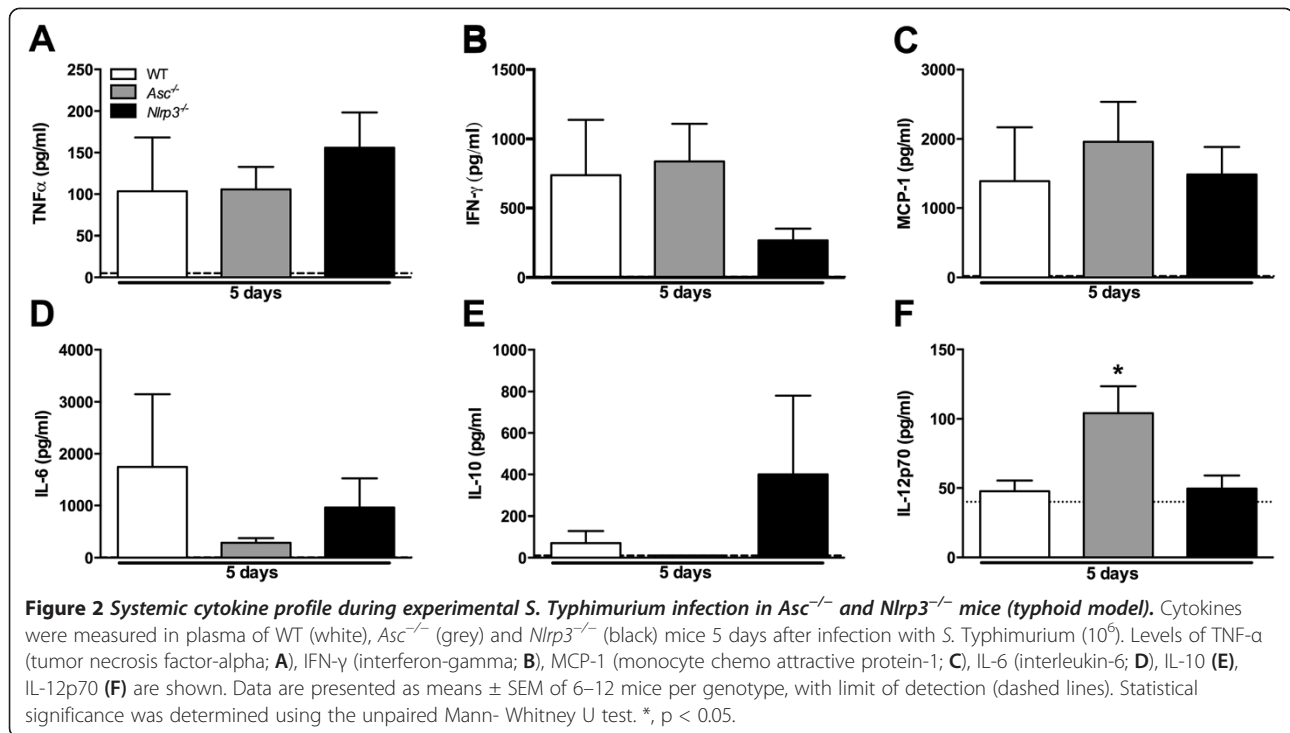 A
B
C
TNFα (pg/ml)
250
200
150
100
50
0
WT
Asc-/-
Nlrp3-/-
5 days
IFN-γ (pg/ml)
1500
1000
500
0
5 days
MCP-1 (pg/ml)
3000
2000
1000
0
5 days
D
E
F
IL-6 (pg/ml)
4000
3000
2000
1000
0
5 days
IL-10 (pg/ml)
1000
800
600
400
200
0
5 days
IL-12p70 (pg/ml)
150
100
50
0
*
5 days
Figure 2 Systemic cytokine profile during experimental S. Typhimurium infection in Asc−/− and Nlrp3−/− mice (typhoid model). Cytokines
were measured in plasma of WT (white), Asc−/− (grey) and Nlrp3−/− (black) mice 5 days after infection with S. Typhimurium (10⁶). Levels of TNF-α
(tumor necrosis factor-alpha; A), IFN-γ (interferon-gamma; B), MCP-1 (monocyte chemo attractive protein-1; C), IL-6 (interleukin-6; D), IL-10 (E),
IL-12p70 (F) are shown. Data are presented as means ± SEM of 6–12 mice per genotype, with limit of detection (dashed lines). Statistical
significance was determined using the unpaired Mann- Whitney U test. *, p < 0.05.